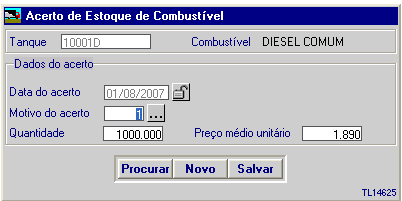 Acerto de Estoque de Combustível
Tanque 10001D Combustível DIESEL COMUM
Dados do acerto
Data do acerto 01/08/2007
Motivo do acerto 1 ...
Quantidade 1000.000 Preço médio unitário 1.890
Procurar Novo Salvar
TL14625